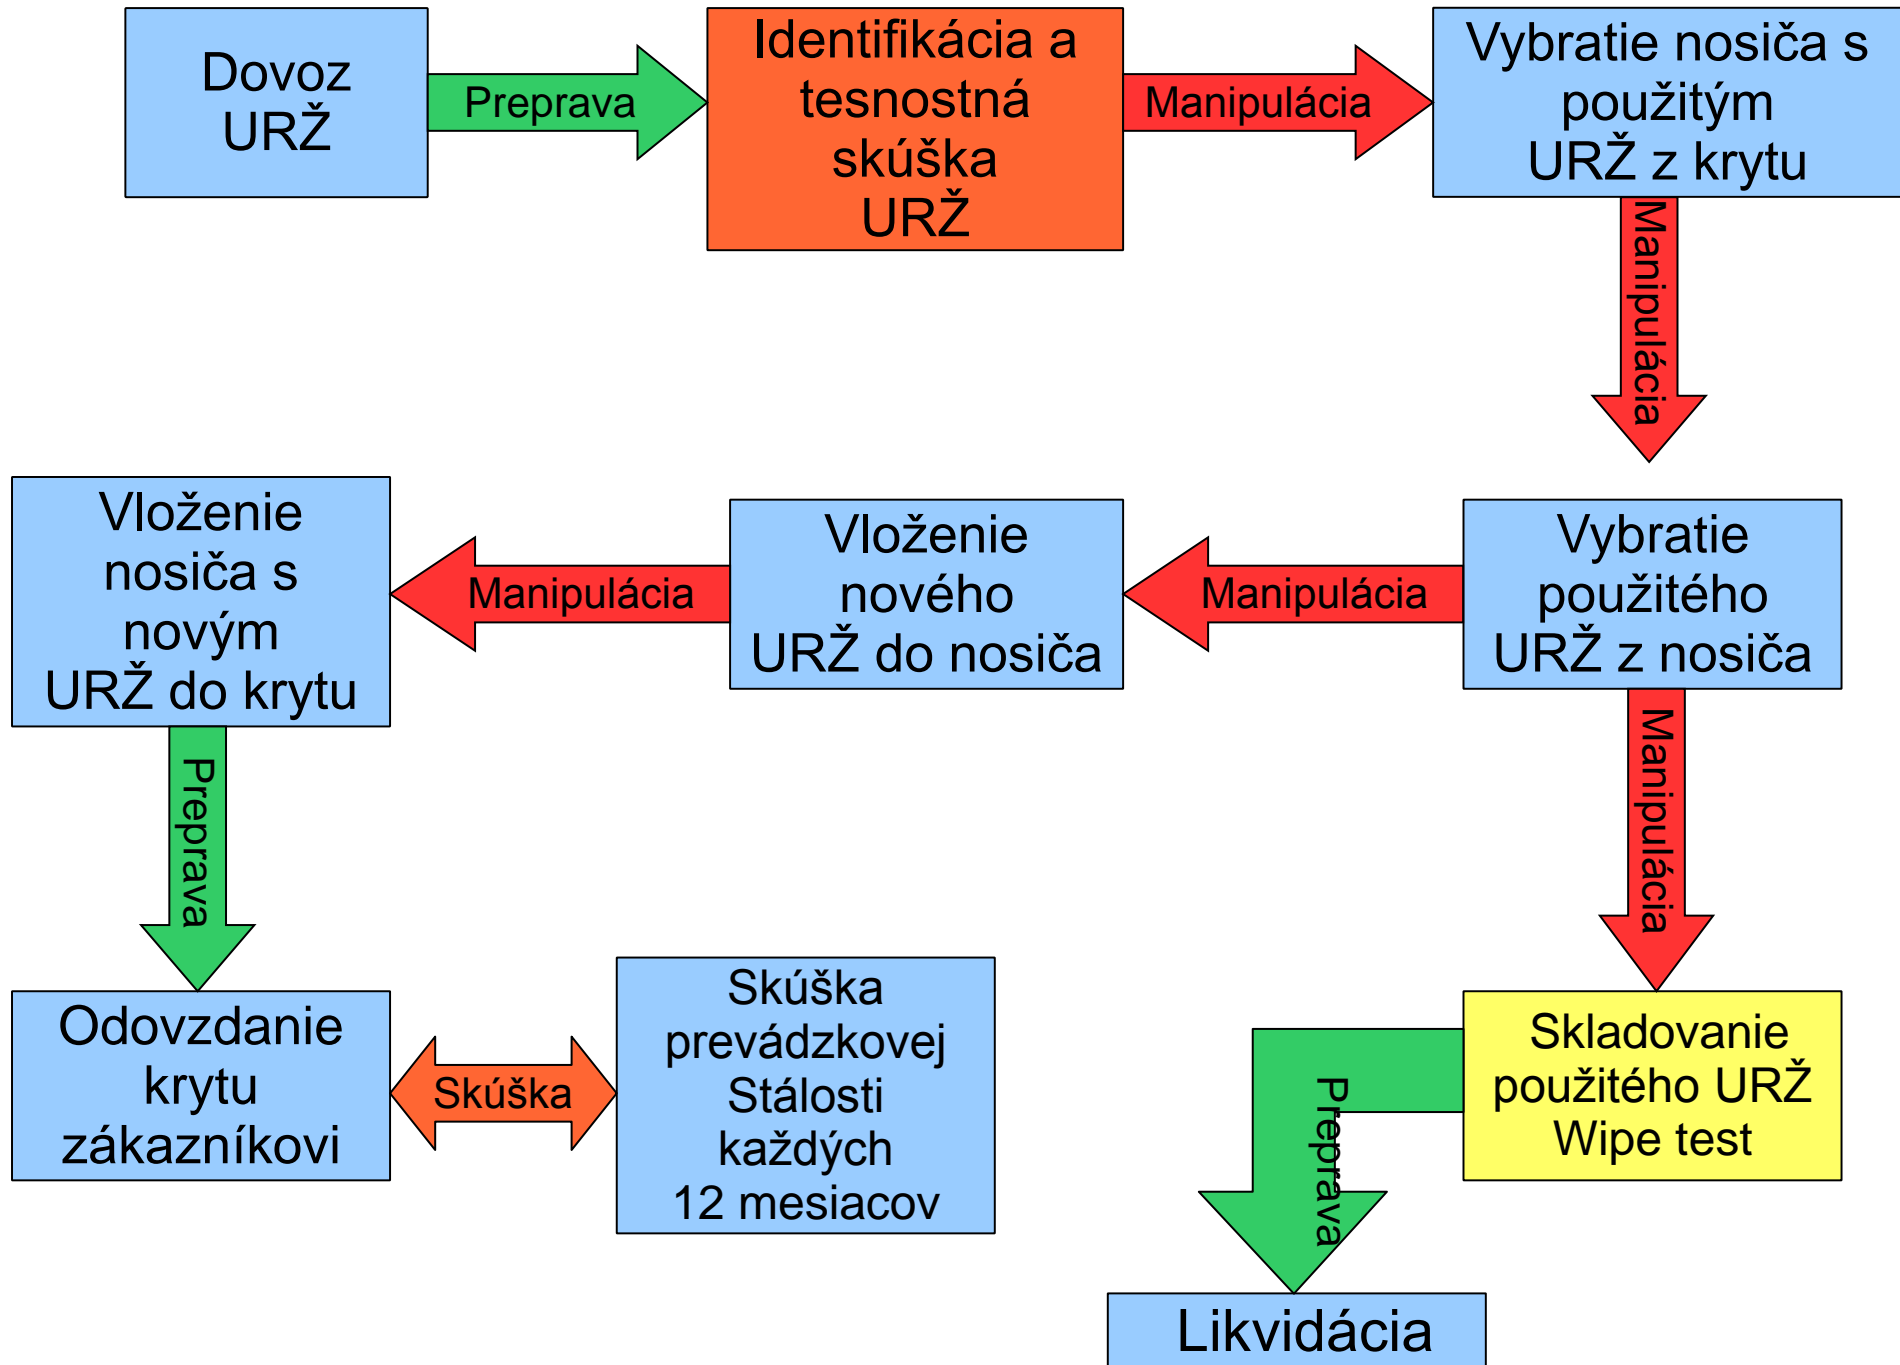 Dovoz
URŽ
Preprava
Identifikácia a
tesnostná
skúška
URŽ
Manipulácia
Vybratie nosiča s
použitým
URŽ z krytu
Manipulácia
Vybratie
použitého
URŽ z nosiča
Manipulácia
Vloženie
nového
URŽ do nosiča
Manipulácia
Vloženie
nosiča s
novým
URŽ do krytu
Preprava
Manipulácia
Odovzdanie
krytu
zákazníkovi
Skúška
Skúška
prevádzkovej
Stálosti
každých
12 mesiacov
Skladovanie
použitého URŽ
Wipe test
Preprava
Likvidácia